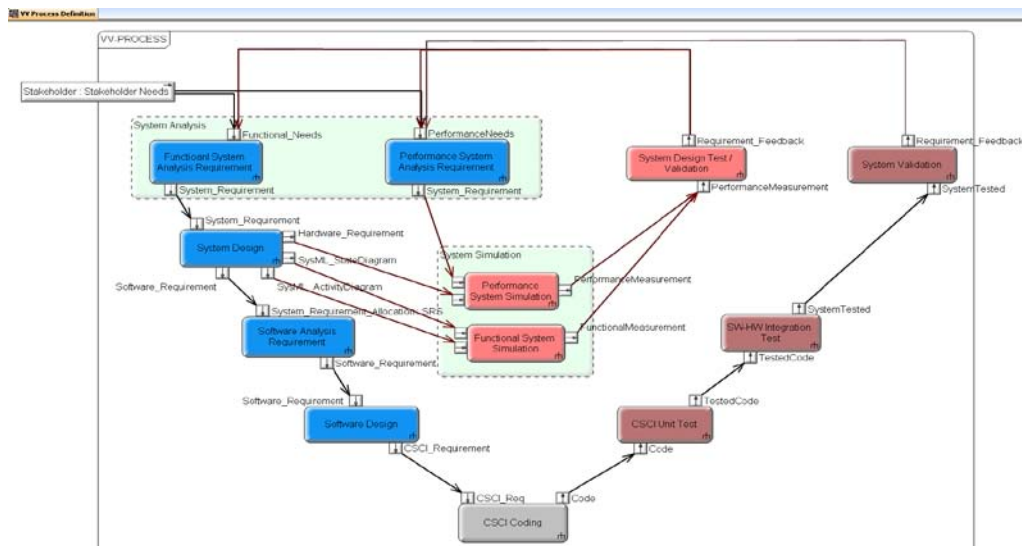 VV Process Definition
VV-PROCESS
Stakeholder : Stakeholder Needs
System Analysis
Functional_Needs
PerformanceNeeds
Requirement_Feedback
Requirement_Feedback
Functioanl System
Analysis Requirement
Performance System
Analysis Requirement
System Design Test /
Validation
System Validation
System_Requirement
System_Requirement
PerformanceMeasurement
SystemTested
System_Requirement
Hardware_Requirement
System Design
SysML_StateDiagram
System Simulation
Software_Requirement
SysML_ActivityDiagram
Performance
System Simulation
PerformanceMeasurement
System_Requirement_Allocation_SRS
SystemTested
Software Analysis
Requirement
Functional System
Simulation
FunctionalMeasurement
SW-HW Integration
Test
Software_Requirement
TestedCode
Software_Requirement
TestedCode
Software Design
CSCI Unit Test
CSCI_Requirement
Code
CSCI_Req
Code
CSCI Coding